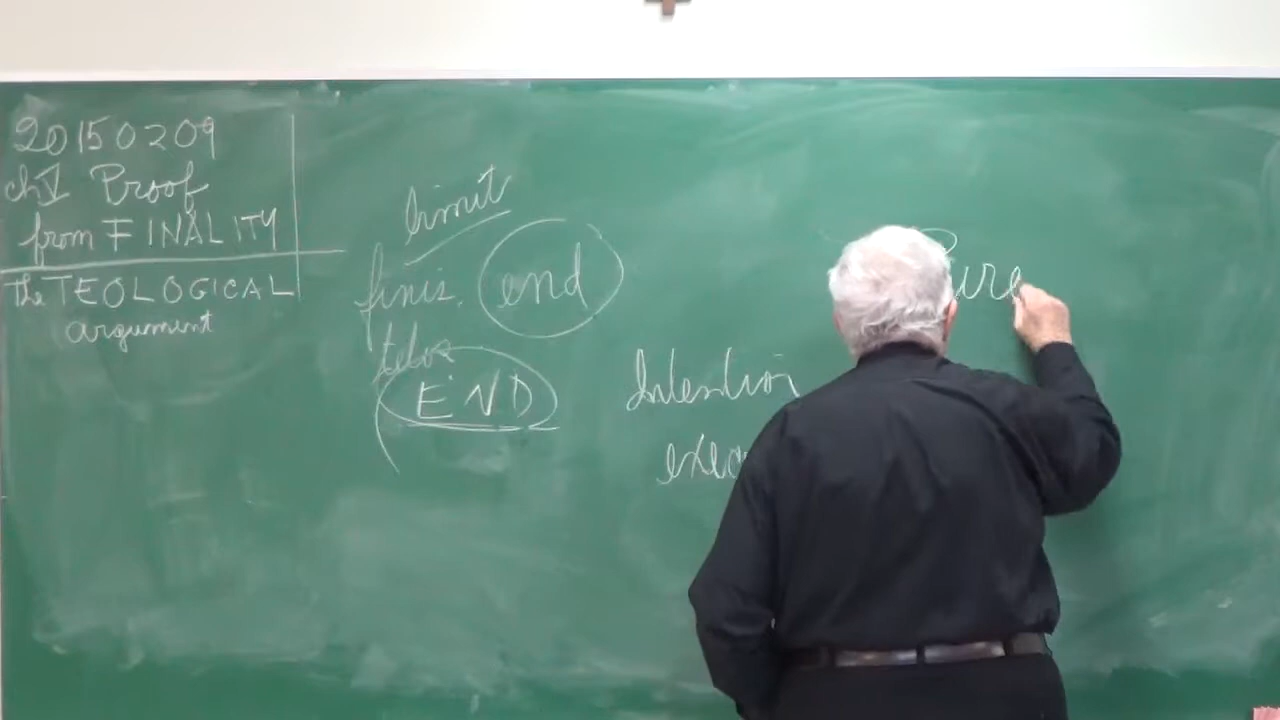 20150209
ch V Proof
from FINALITY
the TEOLOGICAL
argument
limit
finis, end
telos
END
Intention